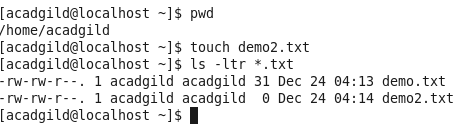 [acadgild@localhost ~]$ pwd
/home/acadgild
[acadgild@localhost ~]$ touch demo2.txt
[acadgild@localhost ~]$ ls -ltr *.txt
-rw-rw-r--. 1 acadgild acadgild 31 Dec 24 04:13 demo.txt
-rw-rw-r--. 1 acadgild acadgild  0 Dec 24 04:14 demo2.txt
[acadgild@localhost ~]$